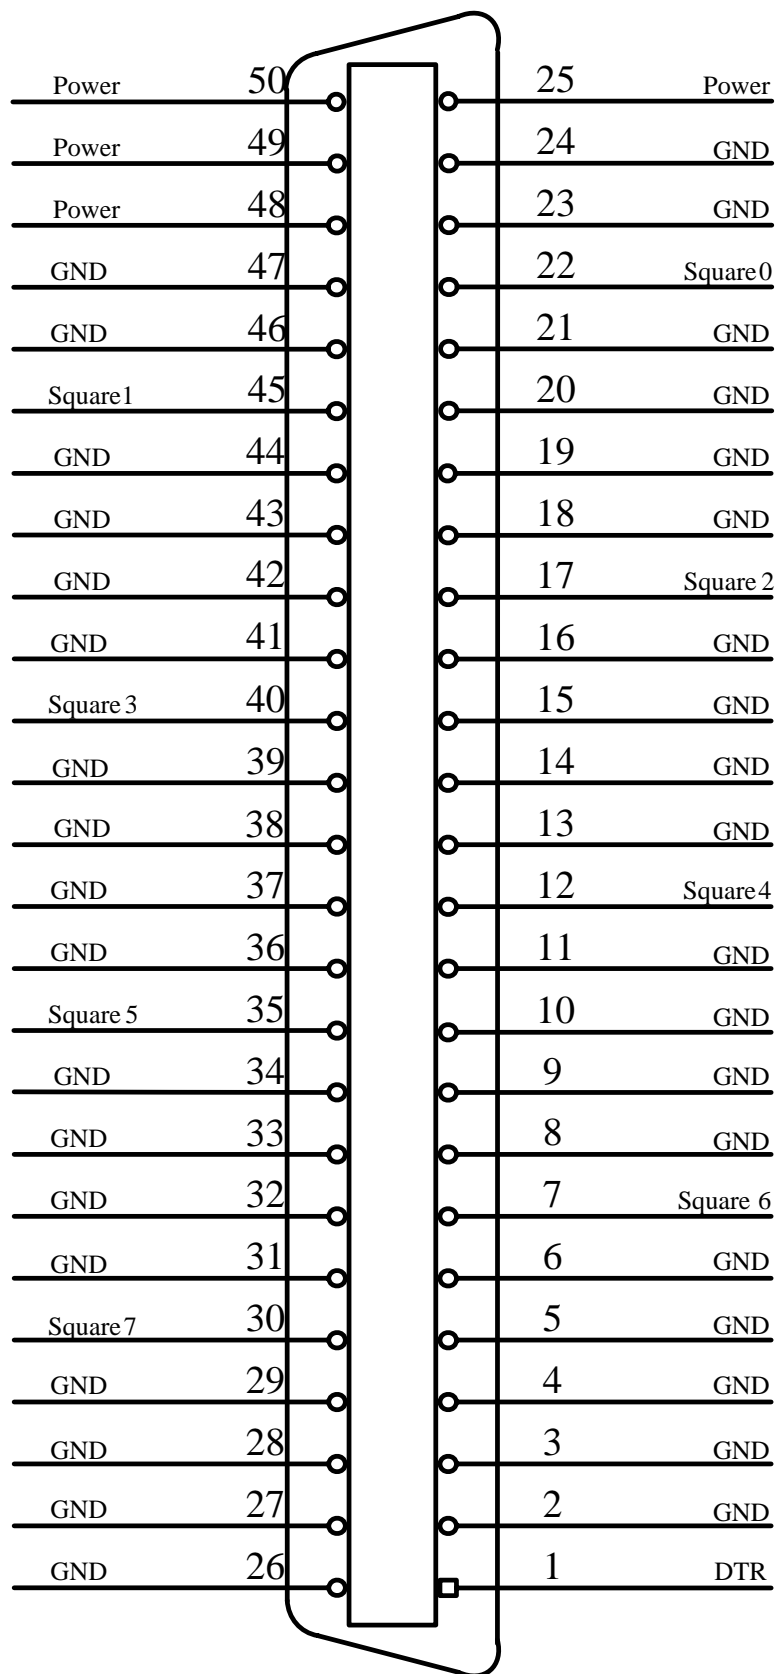 Power 50 25 Power
Power 49 24 GND
Power 48 23 GND
GND 47 22 Square0
GND 46 21 GND
Square1 45 20 GND
GND 44 19 GND
GND 43 18 GND
GND 42 17 Square 2
GND 41 16 GND
Square 3 40 15 GND
GND 39 14 GND
GND 38 13 GND
GND 37 12 Square4
GND 36 11 GND
Square 5 35 10 GND
GND 34 9 GND
GND 33 8 GND
GND 32 7 Square 6
GND 31 6 GND
Square7 30 5 GND
GND 29 4 GND
GND 28 3 GND
GND 27 2 GND
GND 26 1 DTR